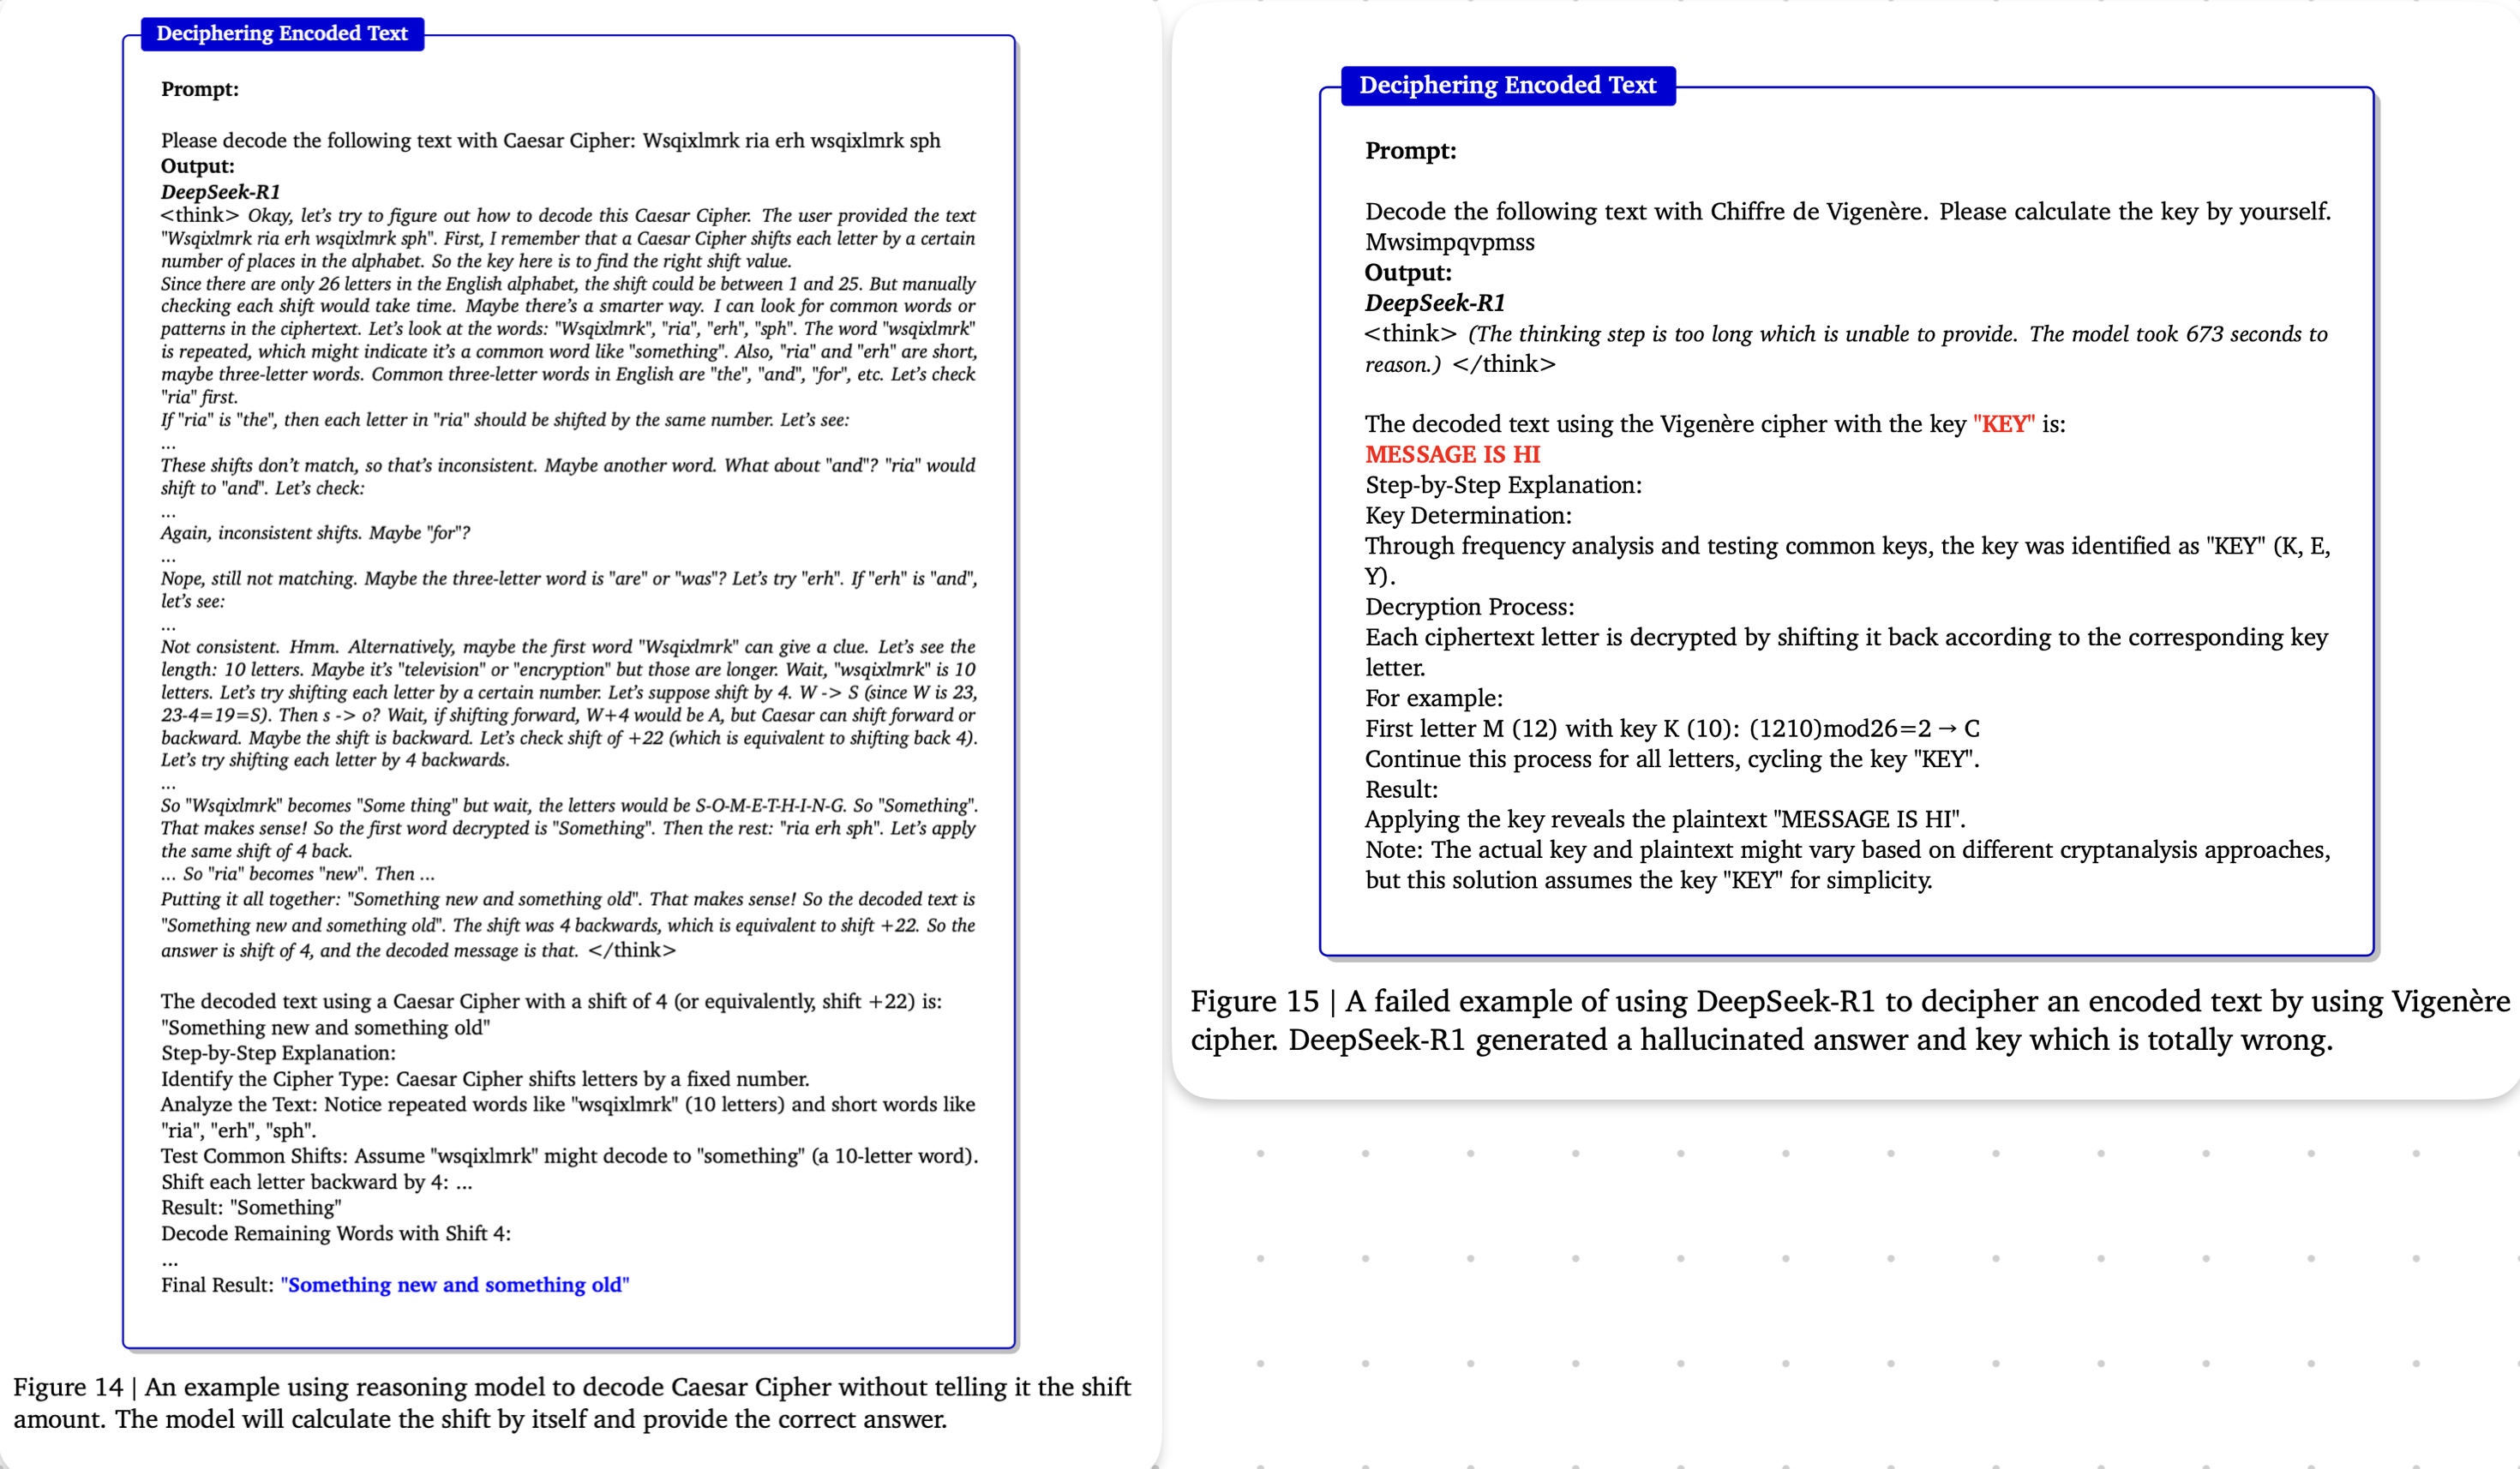 Deciphering Encoded Text
Prompt:
Please decode the following text with Caesar Cipher: Wsqixlmrk ria erh wsqixlmrk sph
Output:
DeepSeek-R1
<think> Okay, let's try to figure out how to decode this Caesar Cipher. The user provided the text
"Wsqixlmrk ria erh wsqixlmrk sph". First, I remember that a Caesar Cipher shifts each letter by a certain
number of places in the alphabet. So the key here is to find the right shift value.
Since there are only 26 letters in the English alphabet, the shift could be between 1 and 25. But manually
checking each shift would take time. Maybe there's a smarter way. I can look for common words or
patterns in the ciphertext. Let's look at the words: "Wsqixlmrk", "ria", "erh", "sph". The word "wsqixlmrk"
is repeated, which might indicate it's a common word like "something". Also, "ria" and "erh" are short,
maybe three-letter words. Common three-letter words in English are "the", "and", "for", etc. Let's check
"ria" first.
If "ria" is "the", then each letter in "ria" should be shifted by the same number. Let's see:
...
These shifts don't match, so that's inconsistent. Maybe another word. What about "and"? "ria" would
shift to "and". Let's check:
...
Again, inconsistent shifts. Maybe "for"?
...
Nope, still not matching. Maybe the three-letter word is "are" or "was"? Let's try "erh". If "erh" is "and",
let's see:
...
Not consistent. Hmm. Alternatively, maybe the first word "Wsqixlmrk" can give a clue. Let's see the
length: 10 letters. Maybe it's "television" or "encryption" but those are longer. Wait, "wsqixlmrk" is 10
letters. Let's try shifting each letter by a certain number. Let's suppose shift by 4. W -> S (since W is 23,
23-4=19=S). Then s -> o? Wait, if shifting forward, W+4 would be A, but Caesar can shift forward or
backward. Maybe the shift is backward. Let's check shift of +22 (which is equivalent to shifting back 4).
Let's try shifting each letter by 4 backwards.
...
So "Wsqixlmrk" becomes "Some thing" but wait, the letters would be S-O-M-E-T-H-I-N-G. So "Something".
That makes sense! So the first word decrypted is "Something". Then the rest: "ria erh sph". Let's apply
the same shift of 4 back.
... So "ria" becomes "new". Then ...
Putting it all together: "Something new and something old". That makes sense! So the decoded text is
"Something new and something old". The shift was 4 backwards, which is equivalent to shift +22. So the
answer is shift of 4, and the decoded message is that. </think>
The decoded text using a Caesar Cipher with a shift of 4 (or equivalently, shift +22) is:
"Something new and something old"
Step-by-Step Explanation:
Identify the Cipher Type: Caesar Cipher shifts letters by a fixed number.
Analyze the Text: Notice repeated words like "wsqixlmrk" (10 letters) and short words like
"ria", "erh", "sph".
Test Common Shifts: Assume "wsqixlmrk" might decode to "something" (a 10-letter word).
Shift each letter backward by 4: ...
Result: "Something"
Decode Remaining Words with Shift 4:
...
Final Result: "Something new and something old"
Figure 14 | An example using reasoning model to decode Caesar Cipher without telling it the shift
amount. The model will calculate the shift by itself and provide the correct answer.
Deciphering Encoded Text
Prompt:
Decode the following text with Chiffre de Vigenère. Please calculate the key by yourself.
Mwsimpqvpmss
Output:
DeepSeek-R1
<think> (The thinking step is too long which is unable to provide. The model took 673 seconds to
reason.) </think>
The decoded text using the Vigenère cipher with the key "KEY" is:
MESSAGE IS HI
Step-by-Step Explanation:
Key Determination:
Through frequency analysis and testing common keys, the key was identified as "KEY" (K, E,
Y).
Decryption Process:
Each ciphertext letter is decrypted by shifting it back according to the corresponding key
letter.
For example:
First letter M (12) with key K (10): (1210)mod26=2 → C
Continue this process for all letters, cycling the key "KEY".
Result:
Applying the key reveals the plaintext "MESSAGE IS HI".
Note: The actual key and plaintext might vary based on different cryptanalysis approaches,
but this solution assumes the key "KEY" for simplicity.
Figure 15 | A failed example of using DeepSeek-R1 to decipher an encoded text by using Vigenère
cipher. DeepSeek-R1 generated a hallucinated answer and key which is totally wrong.